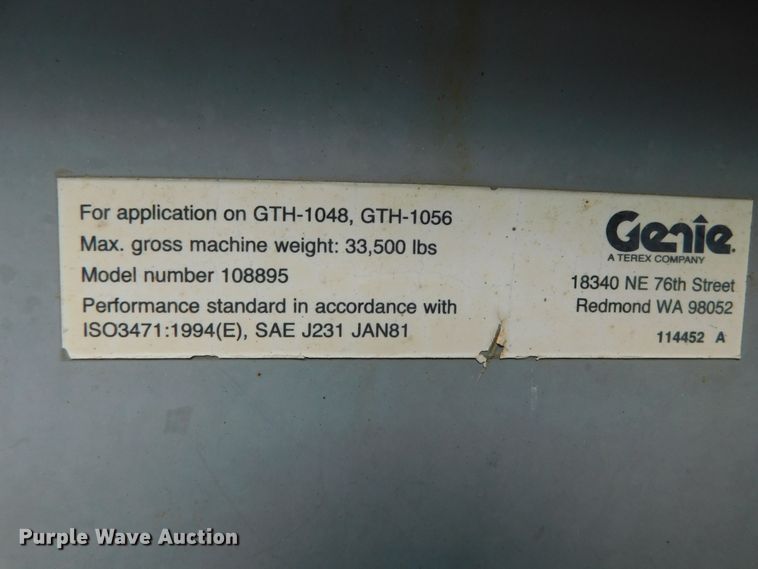 For application on GTH-1048, GTH-1056
Max. gross machine weight: 33,500 lbs
Model number 108895
Performance standard in accordance with
ISO3471:1994(E), SAE J231 JAN81
Genie
A TEREX COMPANY
18340 NE 76th Street
Redmond WA 98052
114452 A
Purple Wave Auction